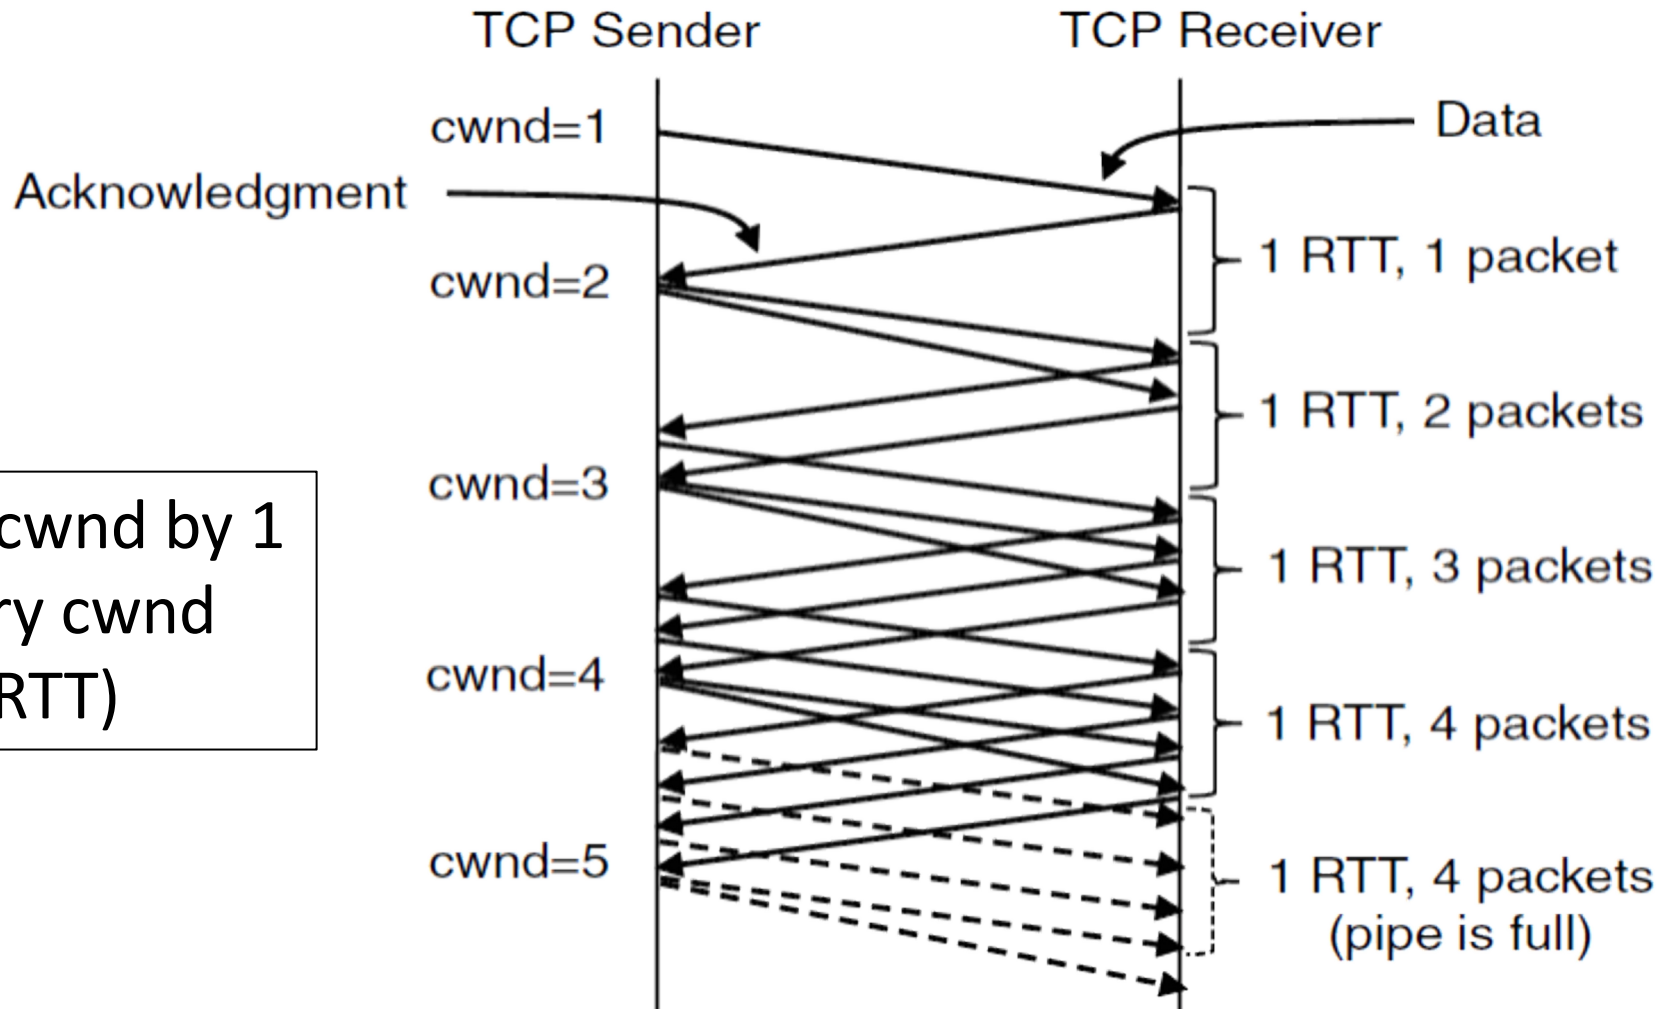 TCP Sender
TCP Receiver
cwnd=1
Data
Acknowledgment
cwnd=2
1 RTT, 1 packet
1 RTT, 2 packets
cwnd=3
cwnd by 1
ry cwnd
RTT)
1 RTT, 3 packets
cwnd=4
1 RTT, 4 packets
cwnd=5
1 RTT, 4 packets
(pipe is full)